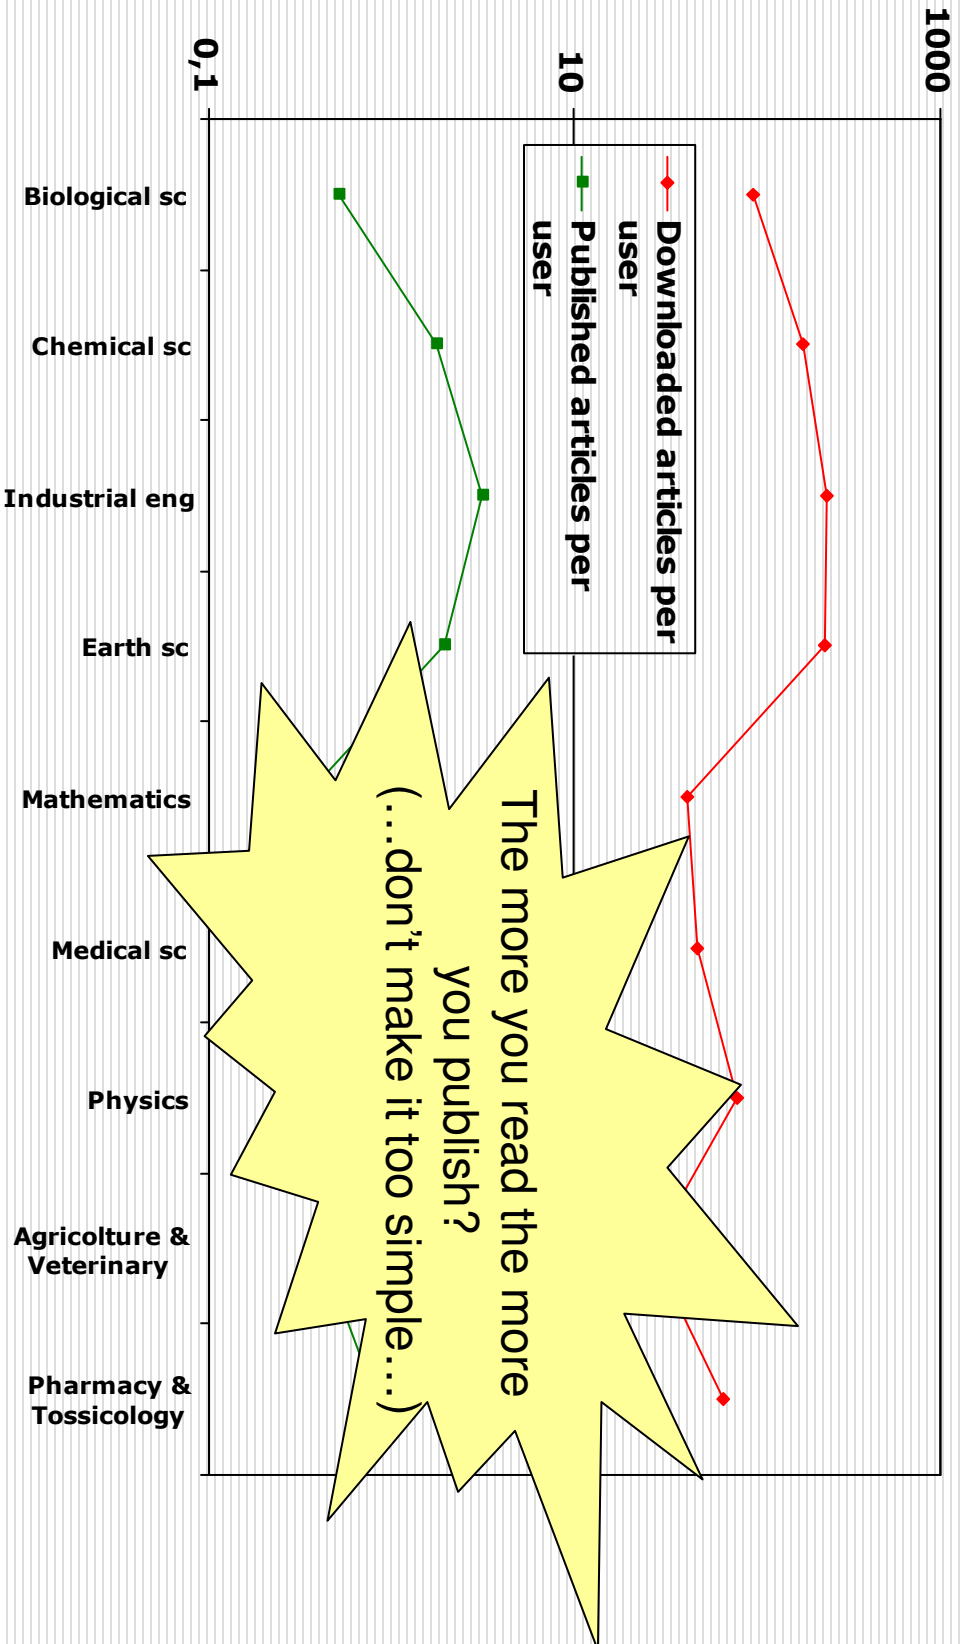 1000
10
0,1
Downloaded articles per
user
Published articles per
user
Biological sc
Chemical sc
Industrial eng
Earth sc
Mathematics
Medical sc
Physics
Agricolture &
Veterinary
Pharmacy &
Tossicology
The more you read the more
you publish?
(…don't make it too simple…)